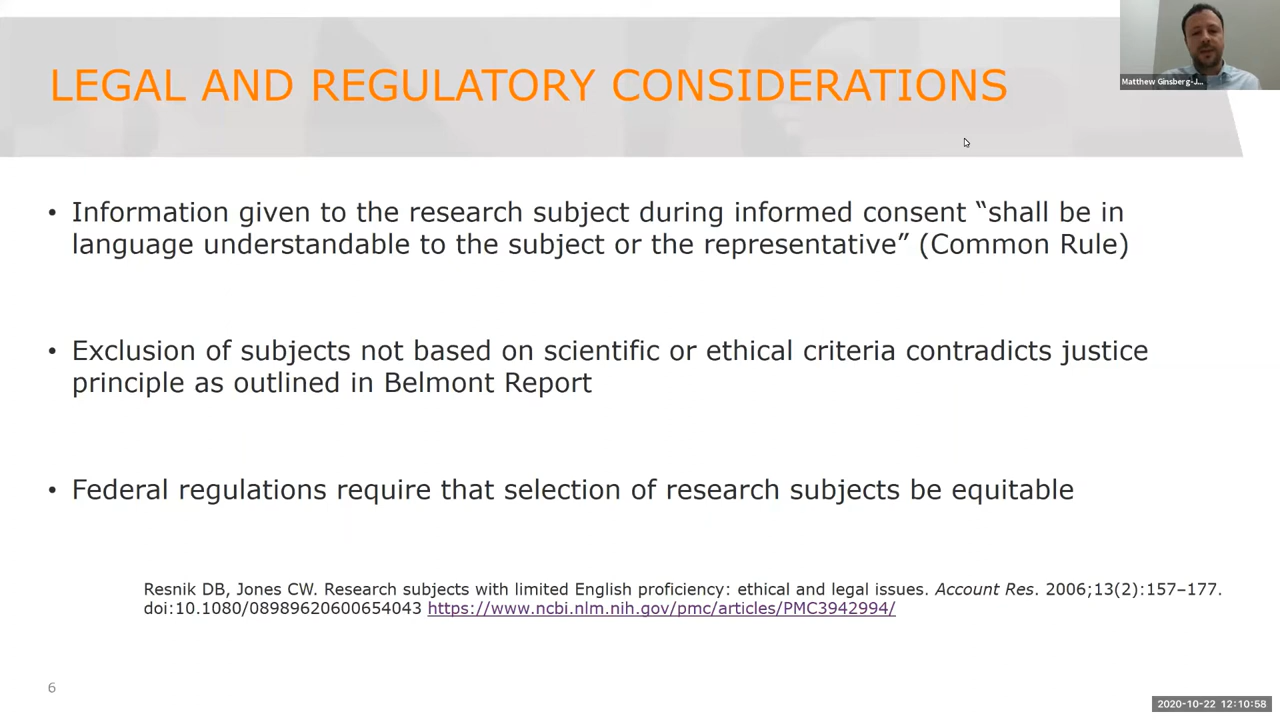 LEGAL AND REGULATORY CONSIDERATIONS
Matthew Ginsberg-J...
• Information given to the research subject during informed consent “shall be in
language understandable to the subject or the representative” (Common Rule)
• Exclusion of subjects not based on scientific or ethical criteria contradicts justice
principle as outlined in Belmont Report
• Federal regulations require that selection of research subjects be equitable
Resnik DB, Jones CW. Research subjects with limited English proficiency: ethical and legal issues. Account Res. 2006;13(2):157–177.
doi:10.1080/08989620600654043 https://www.ncbi.nlm.nih.gov/pmc/articles/PMC3942994/
6
2020-10-22 12:10:58